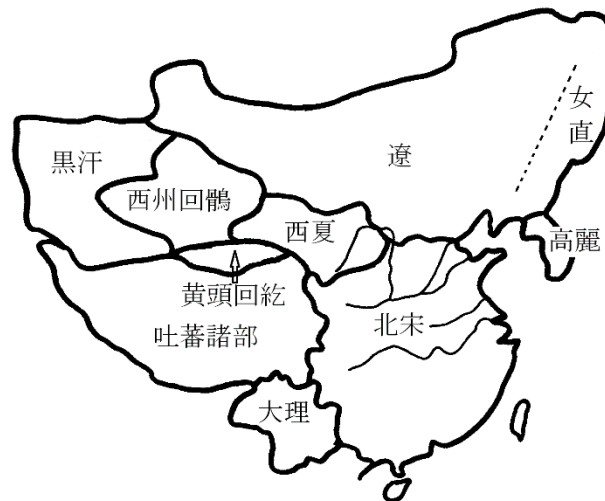 遼
女直
黒汗
西州回鶻
西夏
高麗
黄頭回紇
吐蕃諸部
北宋
大理